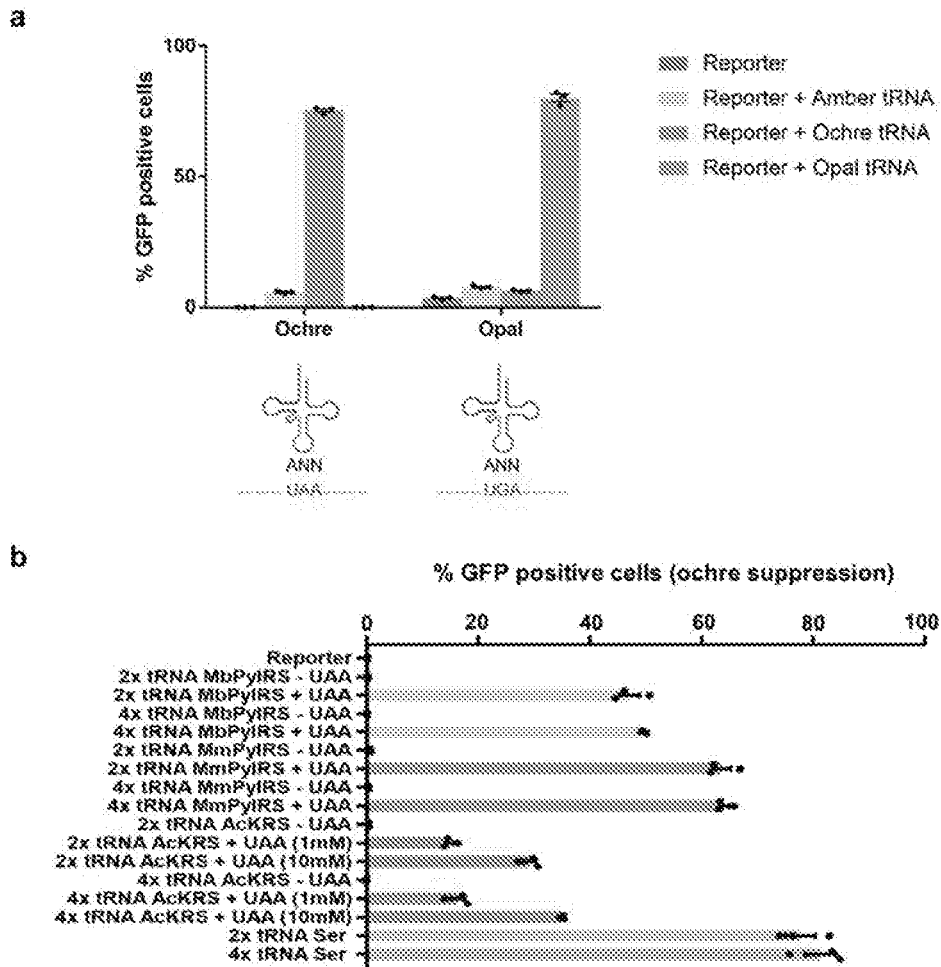 a
100
50
0
% GFP positive cells
Reporter
Reporter + Amber tRNA
Reporter + Ochre tRNA
Reporter + Opal tRNA
Ochre
Opal
ANN
ANN
UAA
UGA
b
% GFP positive cells (ochre suppression)
0 20 40 60 80 100
Reporter
2x tRNA MbPylRS - UAA
2x tRNA MbPylRS + UAA
4x tRNA MbPylRS - UAA
4x tRNA MbPylRS + UAA
2x tRNA MmPylRS - UAA
2x tRNA MmPylRS + UAA
4x tRNA MmPylRS - UAA
4x tRNA MmPylRS + UAA
2x tRNA AcKRS - UAA
2x tRNA AcKRS + UAA (1mM)
2x tRNA AcKRS + UAA (10mM)
4x tRNA AcKRS - UAA
4x tRNA AcKRS + UAA (1mM)
4x tRNA AcKRS + UAA (10mM)
2x tRNA Ser
4x tRNA Ser